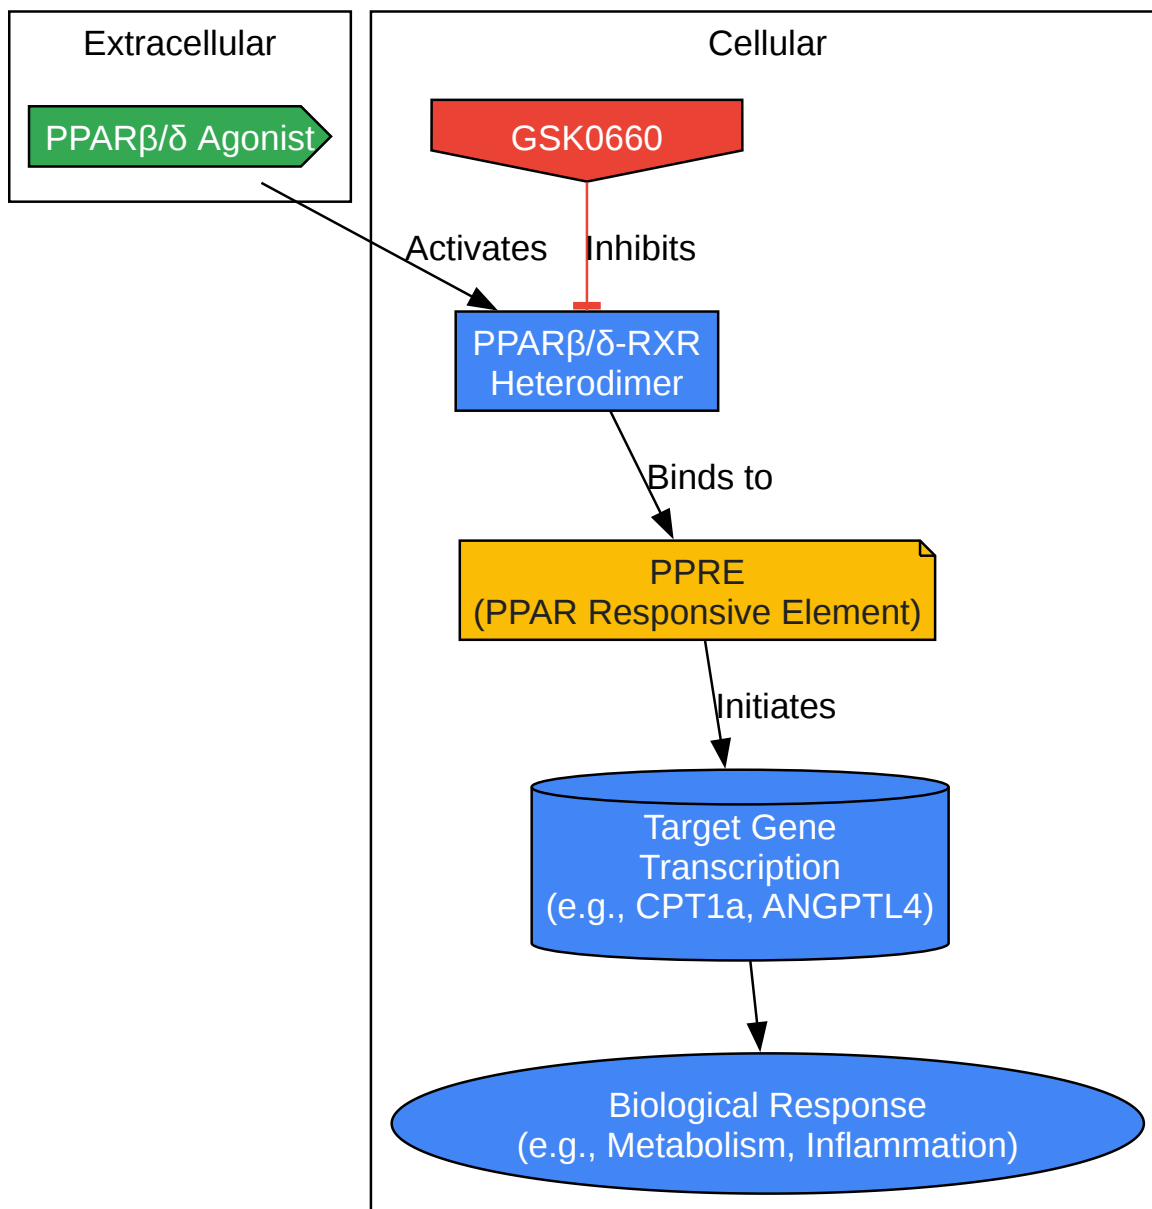 Extracellular
Cellular
PPARβ/δ Agonist
GSK0660
Activates
Inhibits
PPARβ/δ-RXR
Heterodimer
Binds to
PPRE
(PPAR Responsive Element)
Initiates
Target Gene
Transcription
(e.g., CPT1a, ANGPTL4)
Biological Response
(e.g., Metabolism, Inflammation)